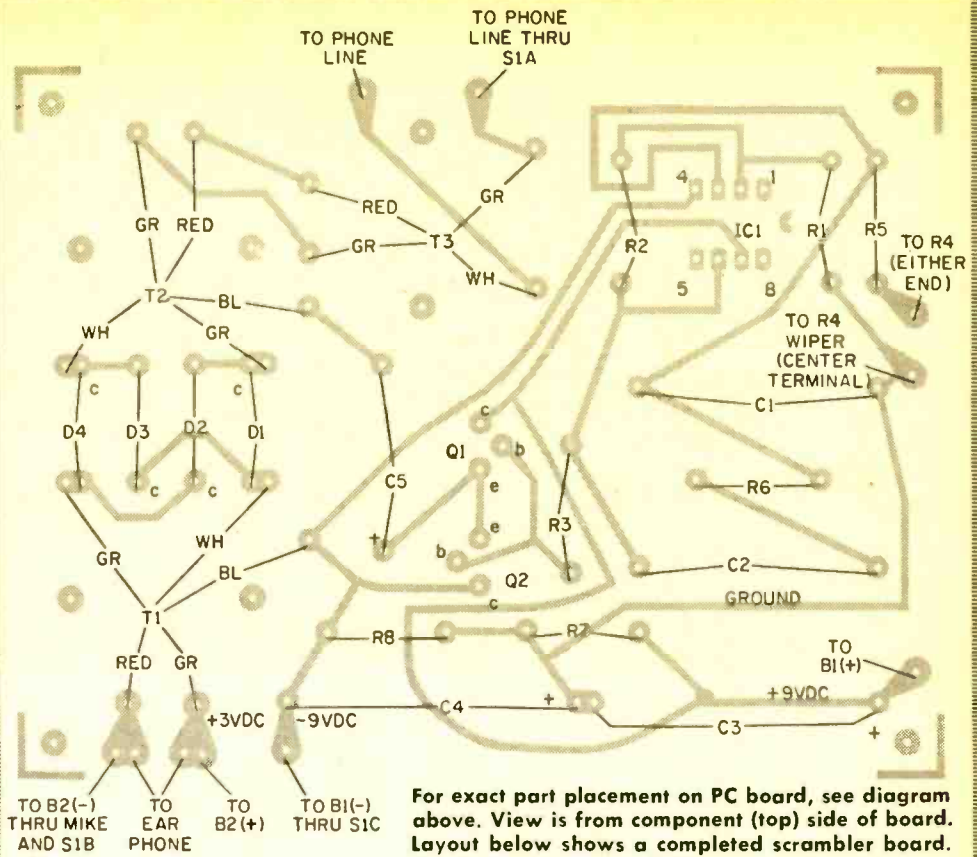 TO PHONE
LINE
TO PHONE
LINE THRU
S1A
GR
RED
RED
GR
GR
T3
WH
4
1
IC1
5
8
R2
R1
R5
TO R4
(EITHER
END)
T2
BL
WH
GR
TO R4
WIPER
(CENTER
TERMINAL)
c
c
D4
D3
D2
D1
c
c
C1
c
Q1
b
e
C5
R3
R6
+
e
b
Q2
c
C2
GROUND
GR
WH
BL
T1
R8
R7
TO
B1(+)
RED
GR
+3VDC
-9VDC
C4
+
+9VDC
C3
+
TO B2(-)
THRU MIKE
AND S1B
TO
EAR
PHONE
TO
B2(+)
TO B1(-)
THRU S1C
For exact part placement on PC board, see diagram
above. View is from component (top) side of board.
Layout below shows a completed scrambler board.